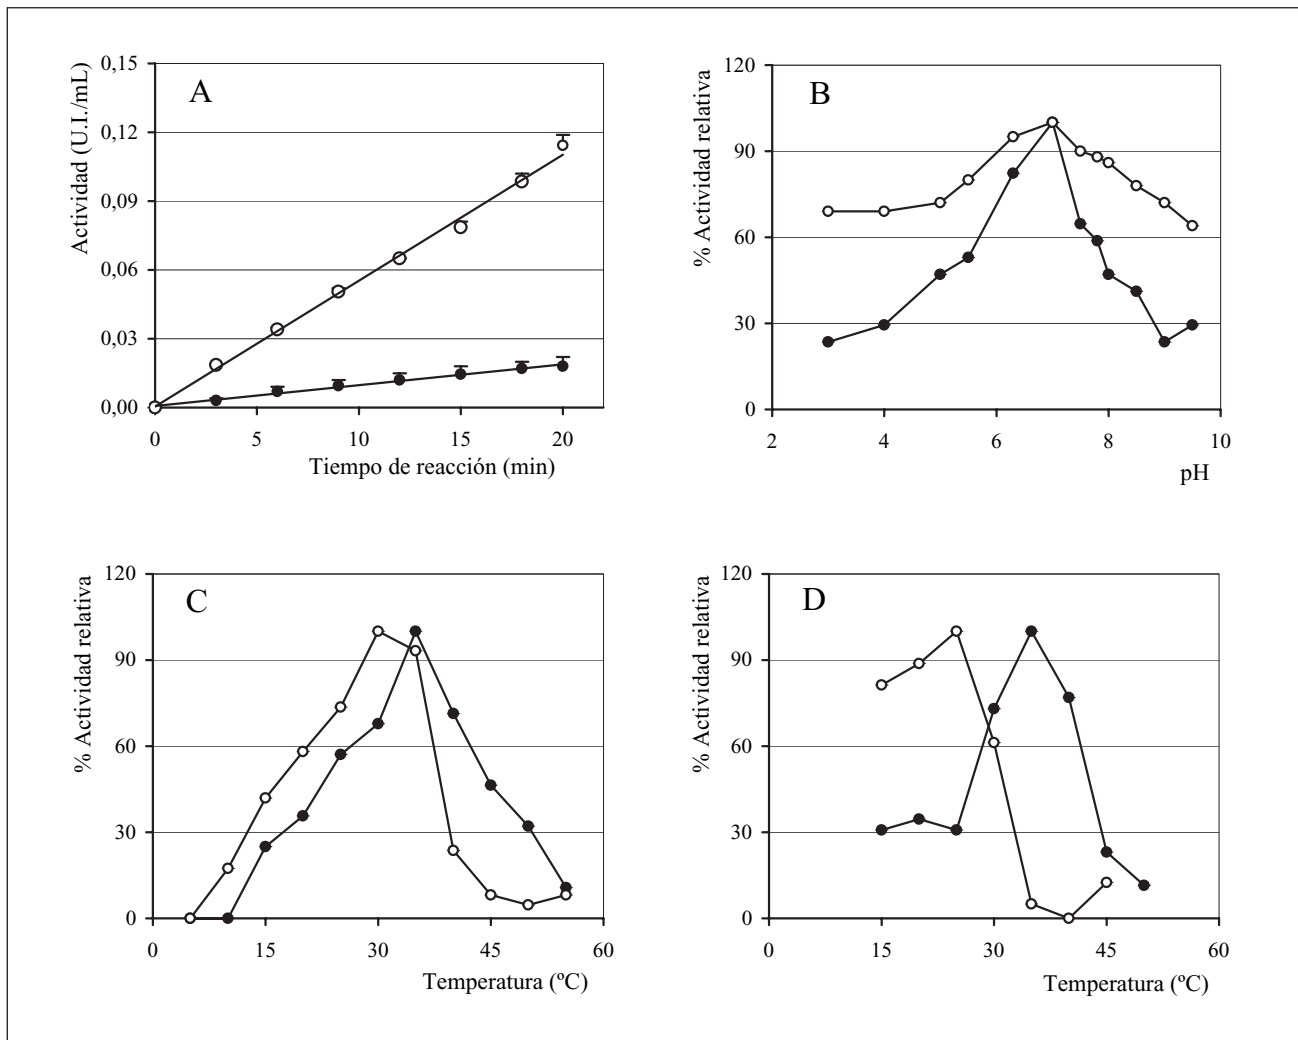 A
Actividad (U.I./mL)
0,15
0,12
0,09
0,06
0,03
0,00
0 5 10 15 20
Tiempo de reacción (min)
B
% Actividad relativa
120
90
60
30
0
2 4 6 8 10
pH
C
% Actividad relativa
120
90
60
30
0
0 15 30 45 60
Temperatura (ºC)
D
% Actividad relativa
120
90
60
30
0
0 15 30 45 60
Temperatura (ºC)